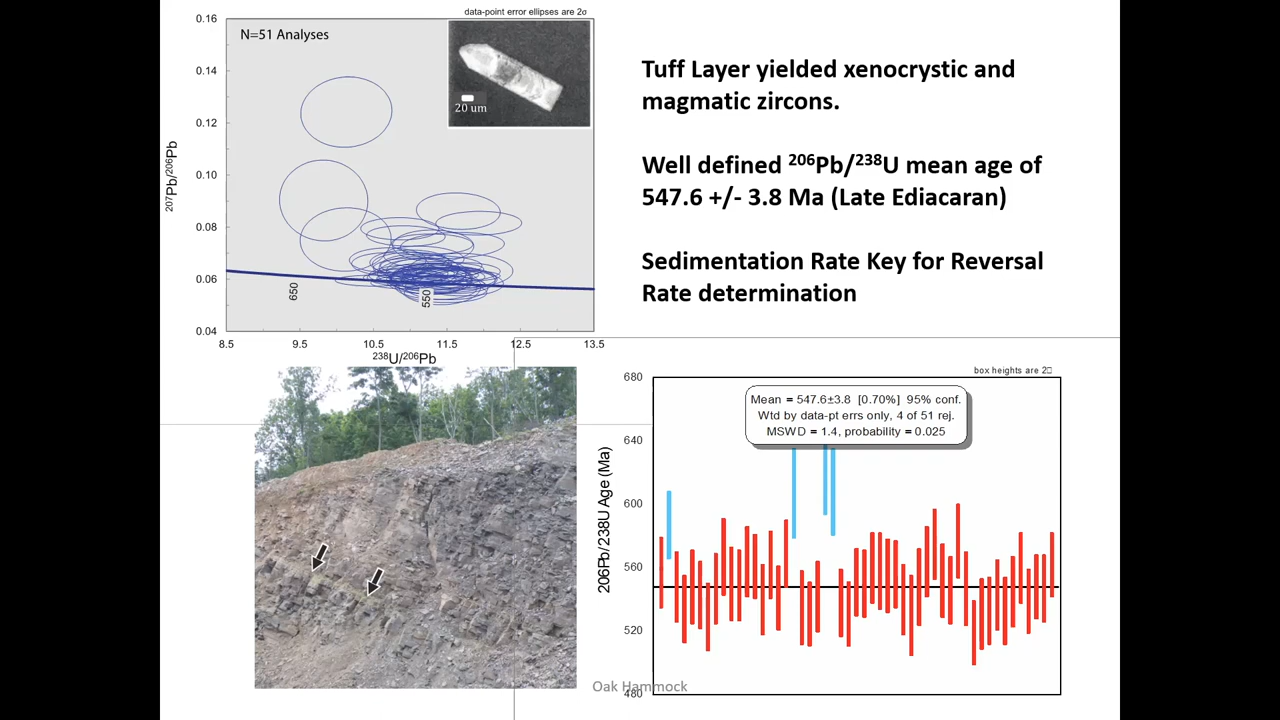 data-point error ellipses are 2σ
N=51 Analyses
20 um
0.16
0.14
0.12
0.10
0.08
0.06
0.04
207Pb/206Pb
650
550
8.5
9.5
10.5
11.5
12.5
13.5
238U/206Pb
Tuff Layer yielded xenocrystic and
magmatic zircons.
Well defined 206Pb/238U mean age of
547.6 +/- 3.8 Ma (Late Ediacaran)
Sedimentation Rate Key for Reversal
Rate determination
box heights are 2□
Mean = 547.6±3.8 [0.70%] 95% conf.
Wtd by data-pt errs only, 4 of 51 rej.
MSWD = 1.4, probability = 0.025
680
640
600
560
520
480
206Pb/238U Age (Ma)
Oak Hammock